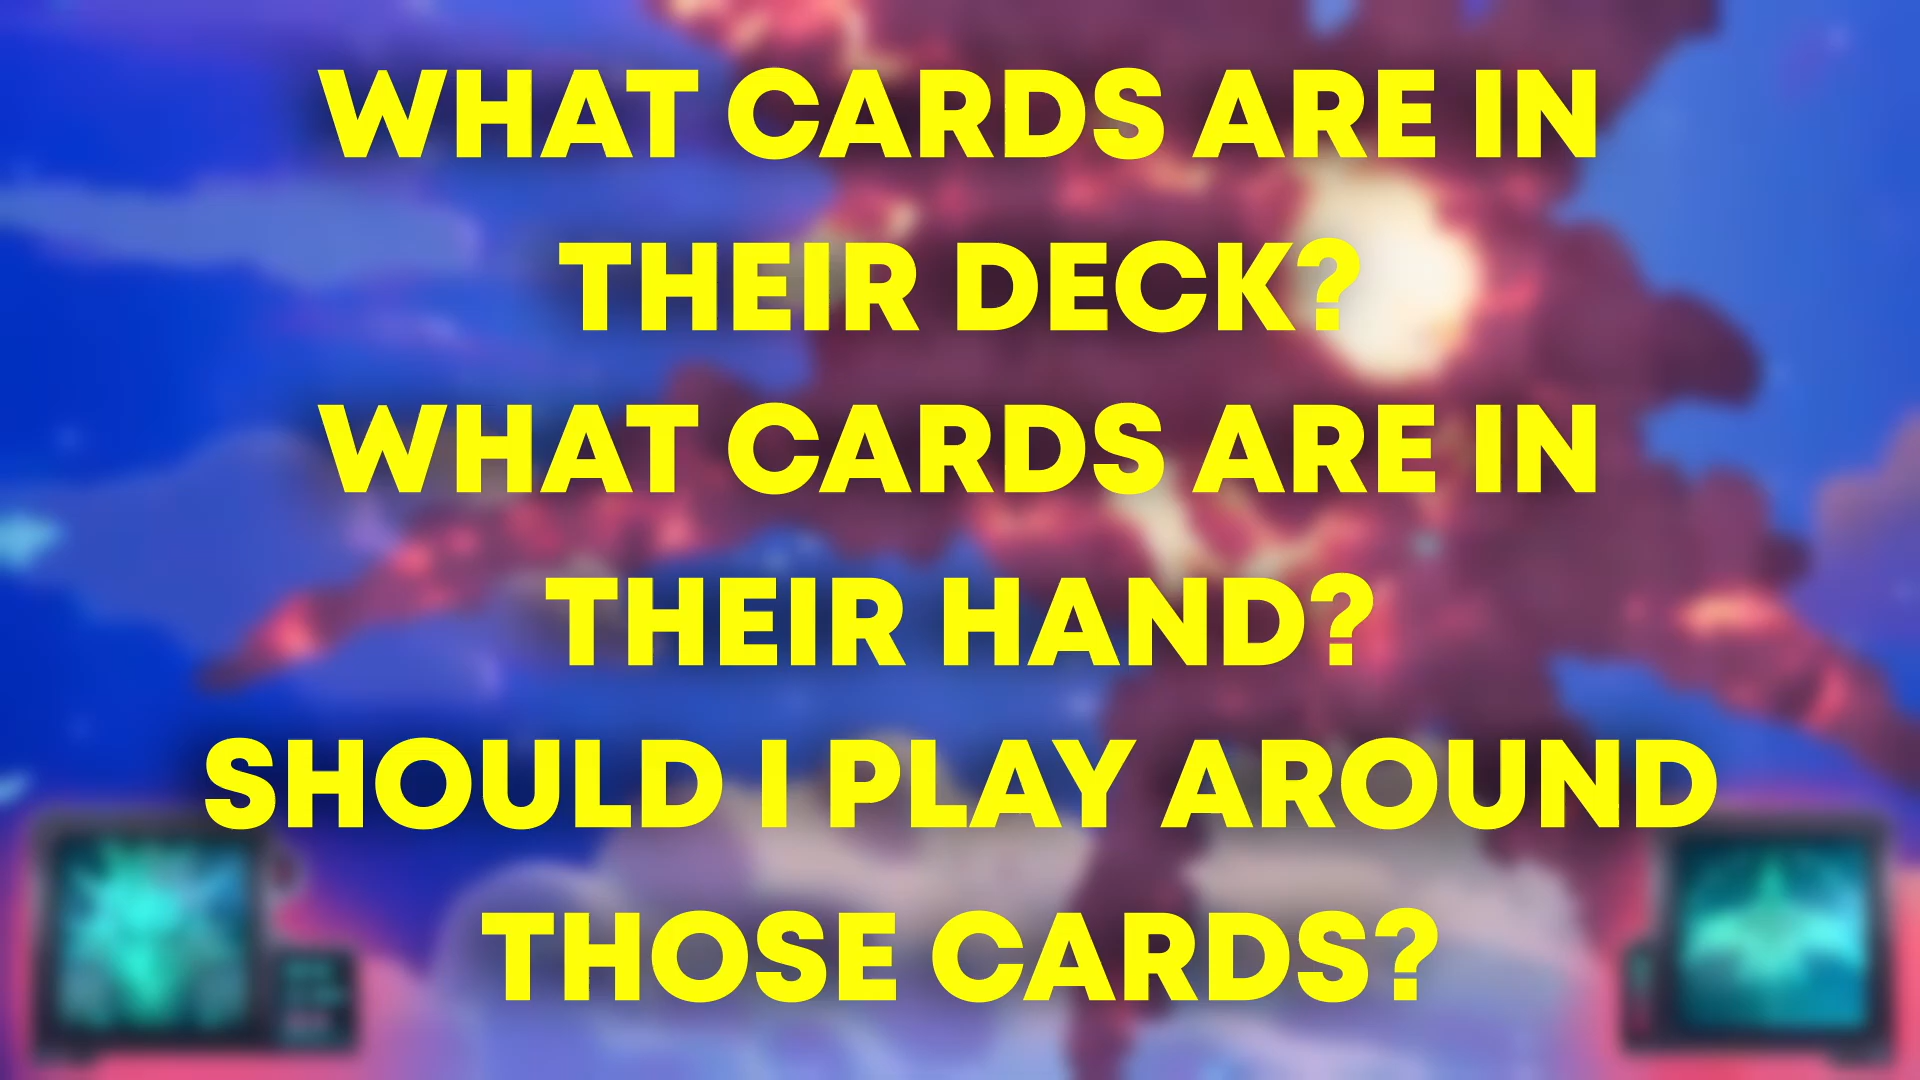 WHAT CARDS ARE IN
THEIR DECK?
WHAT CARDS ARE IN
THEIR HAND?
SHOULD I PLAY AROUND
THOSE CARDS?